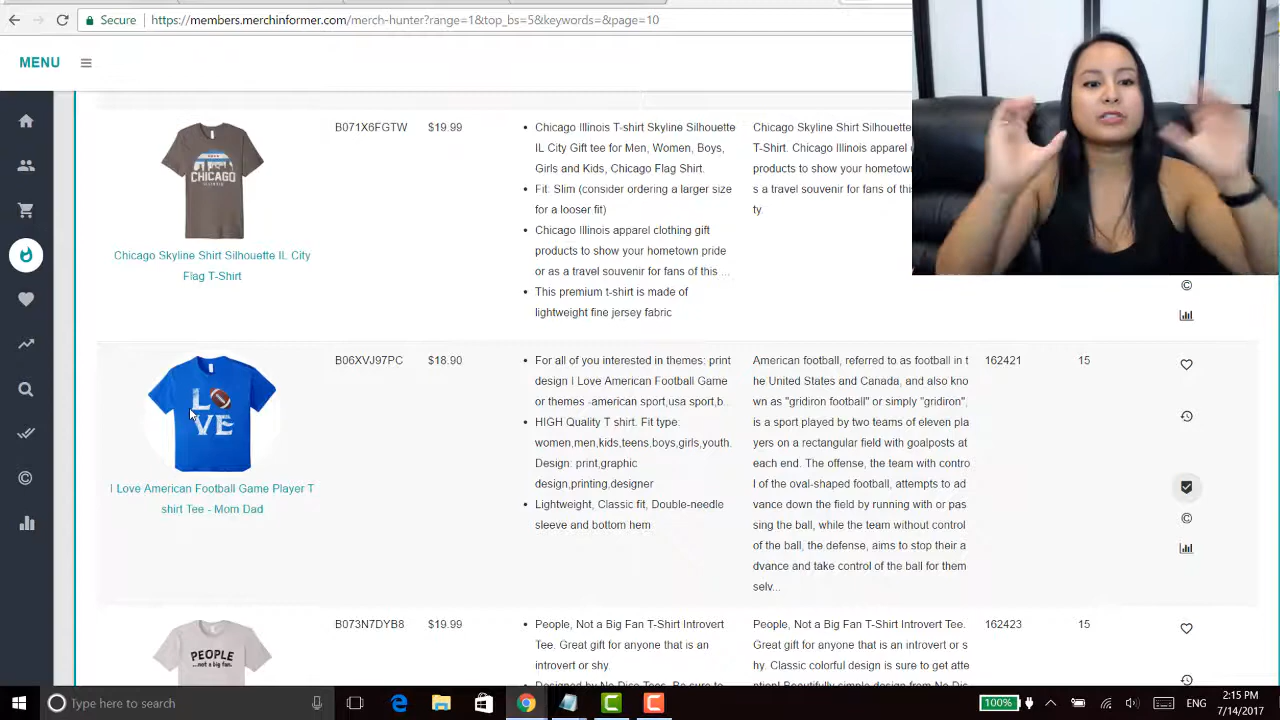 Secure
https://members.merchinformer.com/merch-hunter?range=1&top_bs=5&keywords=&page=10
MENU
CHICAGO
ILLINOIS
Chicago Skyline Shirt Silhouette IL City
Flag T-Shirt
B071X6FGTW
$19.99
Chicago Illinois T-shirt Skyline Silhouette
IL City Gift tee for Men, Women, Boys,
Girls and Kids, Chicago Flag Shirt.
Fit: Slim (consider ordering a larger size
for a looser fit)
Chicago Illinois apparel clothing gift
products to show your hometown pride
or as a travel souvenir for fans of this ...
This premium t-shirt is made of
lightweight fine jersey fabric
Chicago Skyline Shirt Silhouette
T-Shirt. Chicago Illinois apparel
products to show your hometown
s a travel souvenir for fans of this
ty.
L
VE
I Love American Football Game Player T
shirt Tee - Mom Dad
B06XVJ97PC
$18.90
For all of you interested in themes: print
design I Love American Football Game
or themes -american sport,usa sport,b...
HIGH Quality T shirt. Fit type:
women,men,kids,teens,boys,girls,youth.
Design: print,graphic
design,printing,designer
Lightweight, Classic fit, Double-needle
sleeve and bottom hem
American football, referred to as football in t
he United States and Canada, and also kno
wn as "gridiron football" or simply "gridiron",
is a sport played by two teams of eleven pla
yers on a rectangular field with goalposts at
each end. The offense, the team with contro
l of the oval-shaped football, attempts to ad
vance down the field by running with or pas
sing the ball, while the team without control
of the ball, the defense, aims to stop their a
dvance and take control of the ball for them
selv...
162421
15
PEOPLE
...not a big fan.
B073N7DYB8
$19.99
People, Not a Big Fan T-Shirt Introvert
Tee. Great gift for anyone that is an
introvert or shy.
People, Not a Big Fan T-Shirt Introvert Tee.
Great gift for anyone that is an introvert or s
hy. Classic colorful design is sure to get atte
162423
15
Type here to search
100%
ENG
2:15 PM
7/14/2017